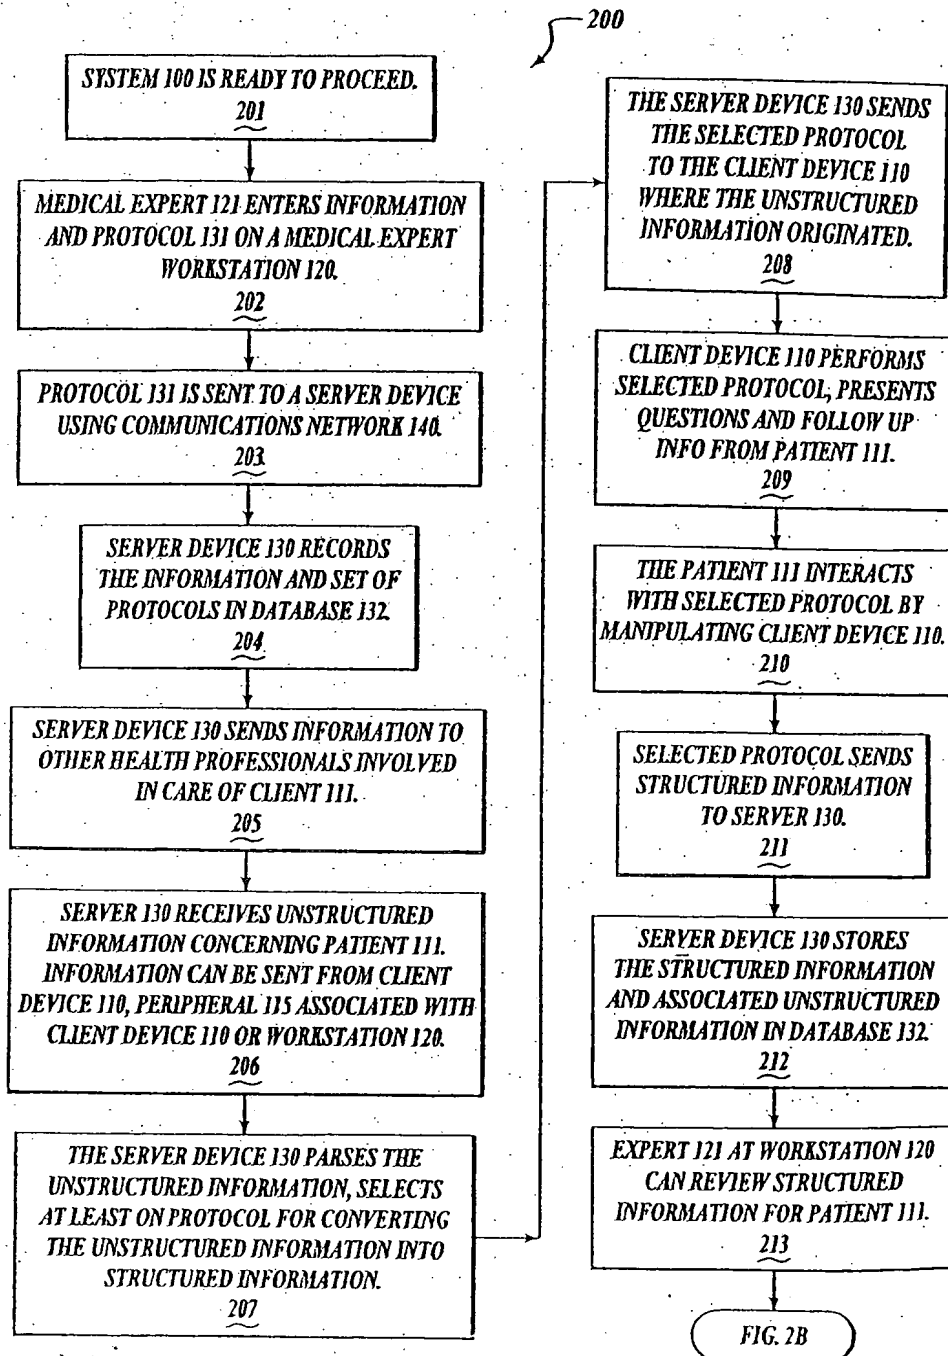 200
SYSTEM 100 IS READY TO PROCEED.
201
MEDICAL EXPERT 121 ENTERS INFORMATION
AND PROTOCOL 131 ON A MEDICAL EXPERT
WORKSTATION 120.
202
PROTOCOL 131 IS SENT TO A SERVER DEVICE
USING COMMUNICATIONS NETWORK 140.
203
SERVER DEVICE 130 RECORDS
THE INFORMATION AND SET OF
PROTOCOLS IN DATABASE 132.
204
SERVER DEVICE 130 SENDS INFORMATION TO
OTHER HEALTH PROFESSIONALS INVOLVED
IN CARE OF CLIENT 111.
205
SERVER 130 RECEIVES UNSTRUCTURED
INFORMATION CONCERNING PATIENT 111.
INFORMATION CAN BE SENT FROM CLIENT
DEVICE 110, PERIPHERAL 115 ASSOCIATED WITH
CLIENT DEVICE 110 OR WORKSTATION 120.
206
THE SERVER DEVICE 130 PARSES THE
UNSTRUCTURED INFORMATION, SELECTS
AT LEAST ON PROTOCOL FOR CONVERTING
THE UNSTRUCTURED INFORMATION INTO
STRUCTURED INFORMATION.
207
THE SERVER DEVICE 130 SENDS
THE SELECTED PROTOCOL
TO THE CLIENT DEVICE 110
WHERE THE UNSTRUCTURED
INFORMATION ORIGINATED.
208
CLIENT DEVICE 110 PERFORMS
SELECTED PROTOCOL, PRESENTS
QUESTIONS AND FOLLOW UP
INFO FROM PATIENT 111.
209
THE PATIENT 111 INTERACTS
WITH SELECTED PROTOCOL BY
MANIPULATING CLIENT DEVICE 110.
210
SELECTED PROTOCOL SENDS
STRUCTURED INFORMATION
TO SERVER 130.
211
SERVER DEVICE 130 STORES
THE STRUCTURED INFORMATION
AND ASSOCIATED UNSTRUCTURED
INFORMATION IN DATABASE 132.
212
EXPERT 121 AT WORKSTATION 120
CAN REVIEW STRUCTURED
INFORMATION FOR PATIENT 111.
213
FIG. 2B